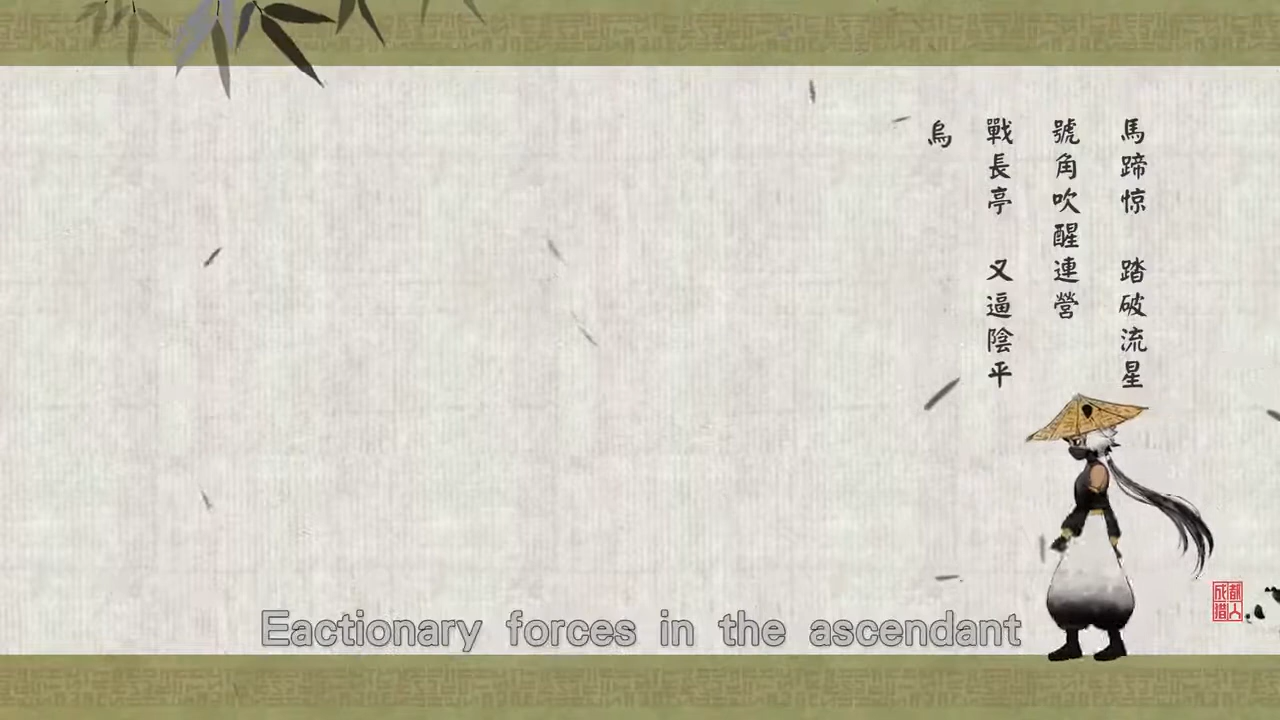 馬蹄惊 踏破流星
號角吹醒連營
戰長亭 又逼陰平
烏
Eactionary forces in the ascendant